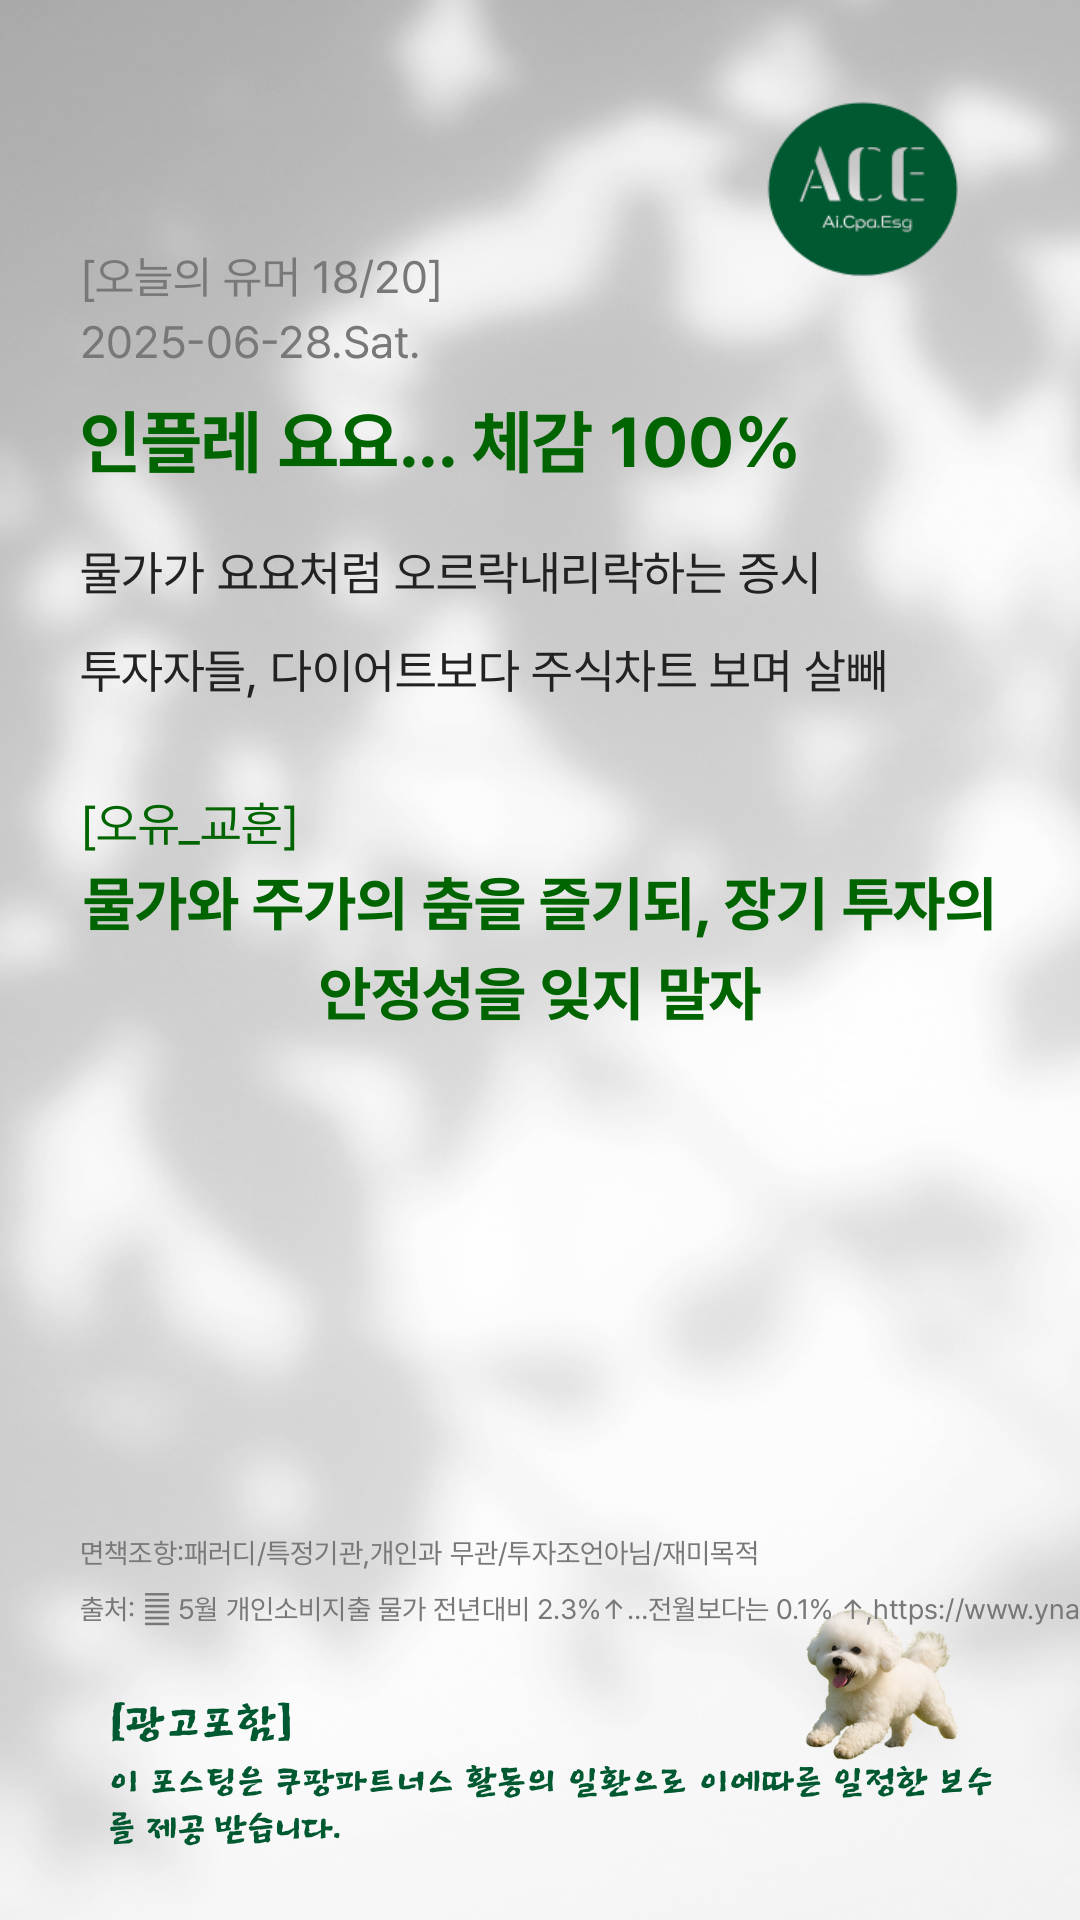 ACE
Ai.Cpa.Esg
[오늘의 유머 18/20]
2025-06-28.Sat.
인플레 요요... 체감 100%
물가가 요요처럼 오르락내리락하는 증시
투자자들, 다이어트보다 주식차트 보며 살빼
[오유_교훈]
물가와 주가의 춤을 즐기되, 장기 투자의
안정성을 잊지 말자
면책조항:패러디/특정기관,개인과 무관/투자조언아님/재미목적
출처: 5월 개인소비지출 물가 전년대비 2.3%↑...전월보다는 0.1% ↑,https://www.yna
[광고포함]
이 포스팅은 쿠팡파트너스 활동의 일환으로 이에따른 일정한 보수
를 제공 받습니다.